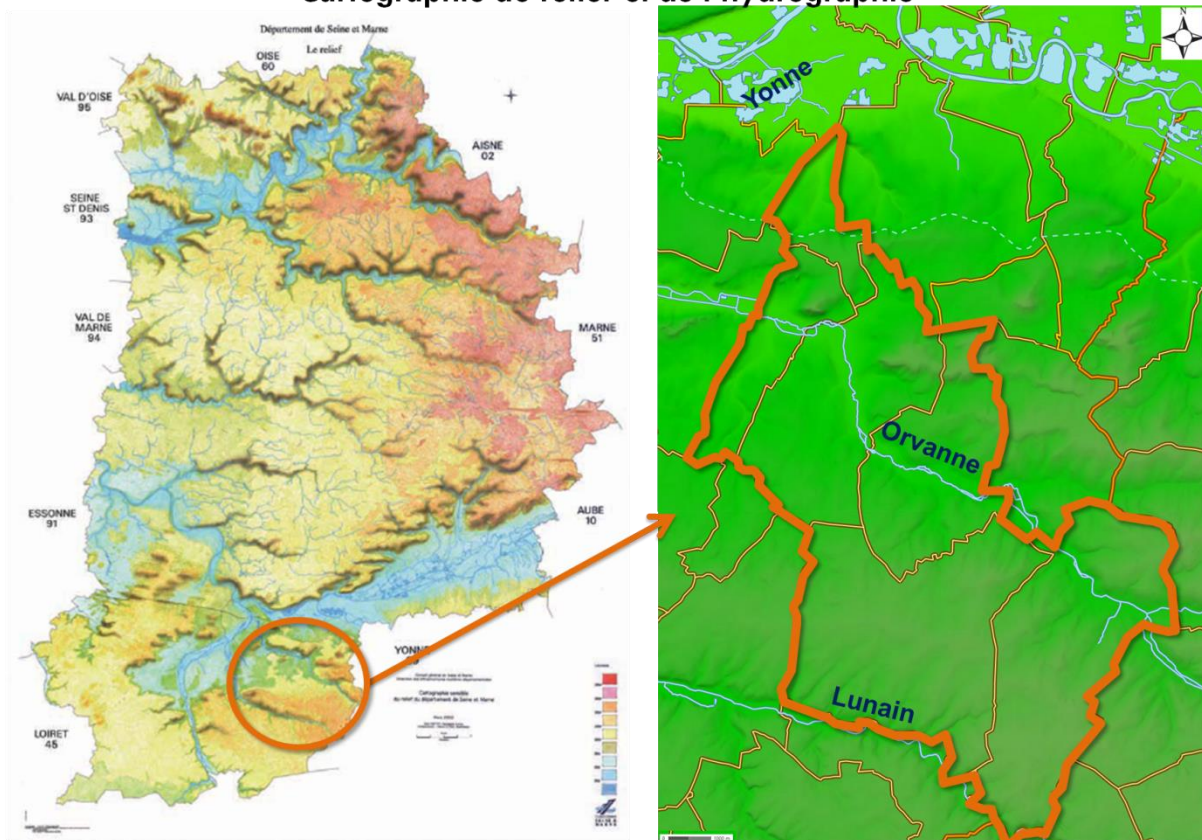 Cartographie de relief et de l'hydrographie
Département de Seine et Marne
Le relief
OISE
60
VAL D'OISE
95
AISNE
02
SEINE
ST DENIS
93
VAL DE
MARNE
94
MARNE
51
ESSONNE
91
AUBE
10
YONNE
LOIRET
45
Cartographie sensible
du relief du département de Seine et Marne
N
Yonne
Orvanne
Lunain